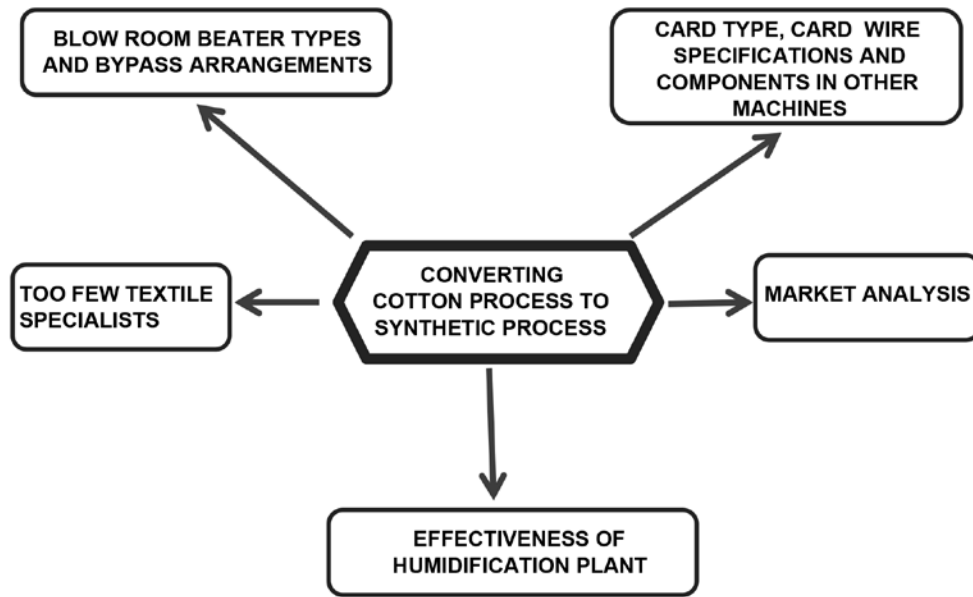 BLOW ROOM BEATER TYPES
AND BYPASS ARRANGEMENTS
CARD TYPE, CARD WIRE
SPECIFICATIONS AND
COMPONENTS IN OTHER
MACHINES
CONVERTING
COTTON PROCESS TO
SYNTHETIC PROCESS
TOO FEW TEXTILE
SPECIALISTS
MARKET ANALYSIS
EFFECTIVENESS OF
HUMIDIFICATION PLANT